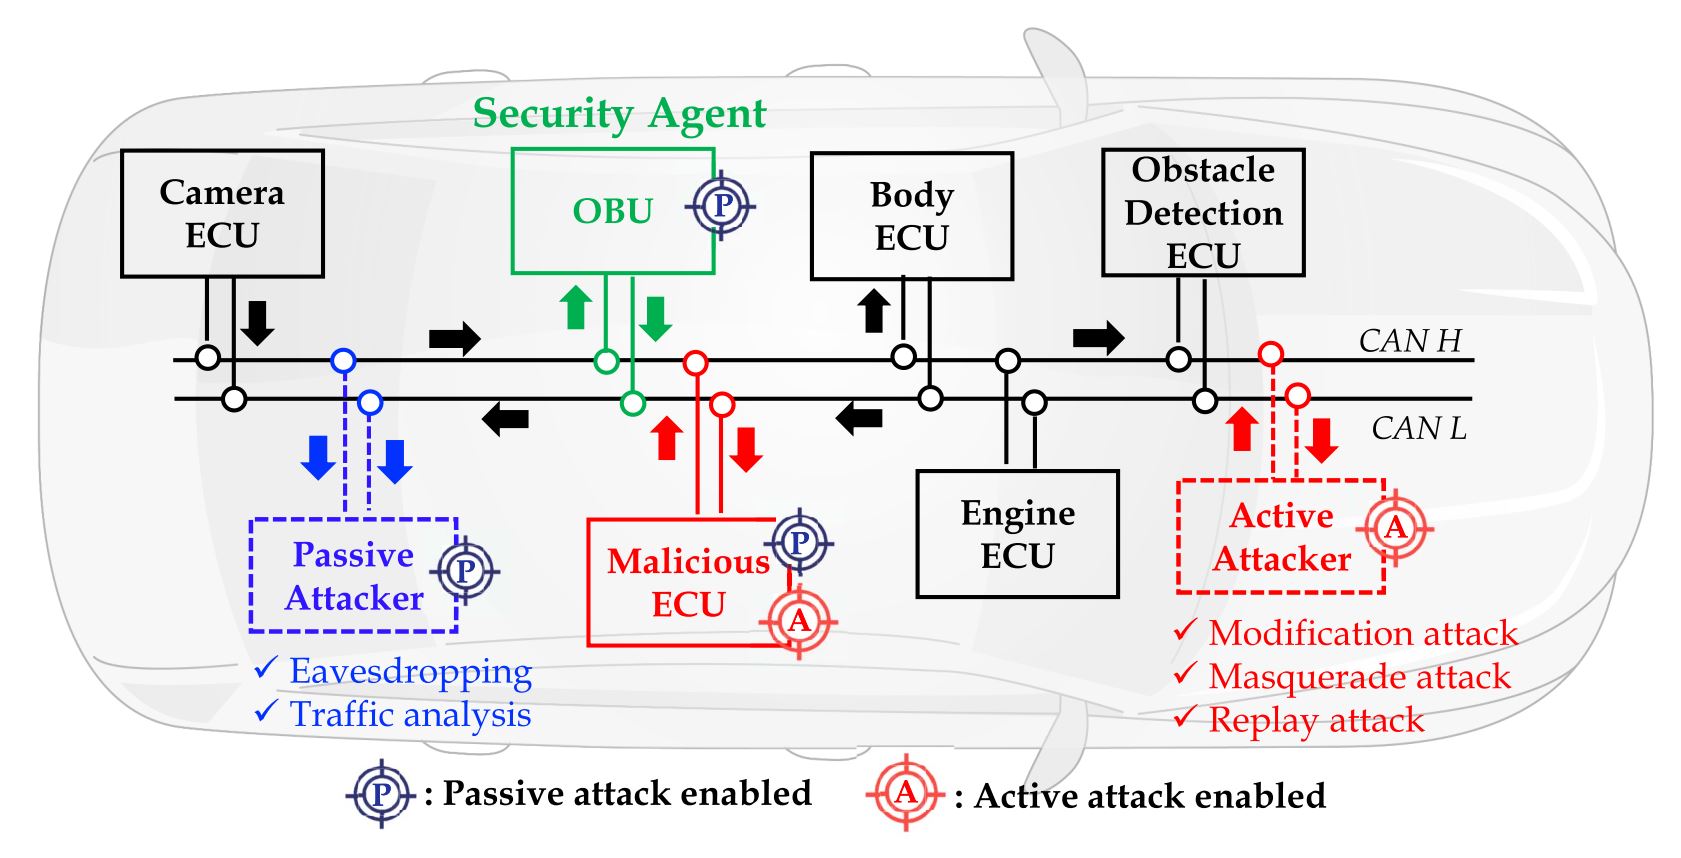 Security Agent
Camera
ECU
OBU
P
Body
ECU
Obstacle
Detection
ECU
CAN H
CAN L
Passive
Attacker
P
Malicious
ECU
P
A
Engine
ECU
Active
Attacker
A
✓ Eavesdropping
✓ Traffic analysis
✓ Modification attack
✓ Masquerade attack
✓ Replay attack
P : Passive attack enabled
A : Active attack enabled